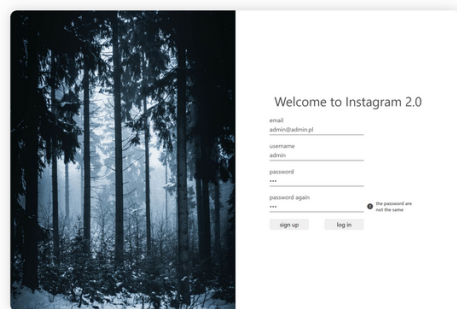 Welcome to Instagram 2.0
email
admin@admin.pl
username
admin
password
•••
password again
•••
the password are
not the same
sign up
log in